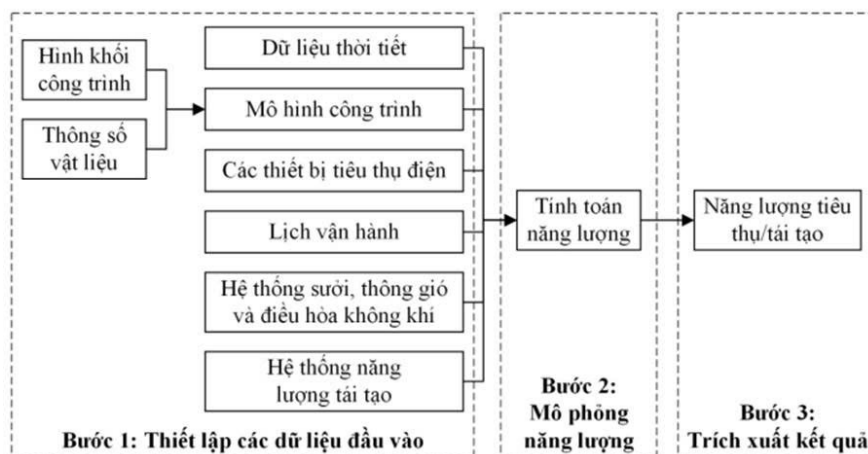 Hình khối
công trình
Thông số
vật liệu
Dữ liệu thời tiết
Mô hình công trình
Các thiết bị tiêu thụ điện
Lịch vận hành
Hệ thống sưởi, thông gió
và điều hòa không khí
Hệ thống năng
lượng tái tạo
Bước 1: Thiết lập các dữ liệu đầu vào
Tính toán
năng lượng
Bước 2:
Mô phỏng
năng lượng
Năng lượng tiêu
thụ/tái tạo
Bước 3:
Trích xuất kết quả